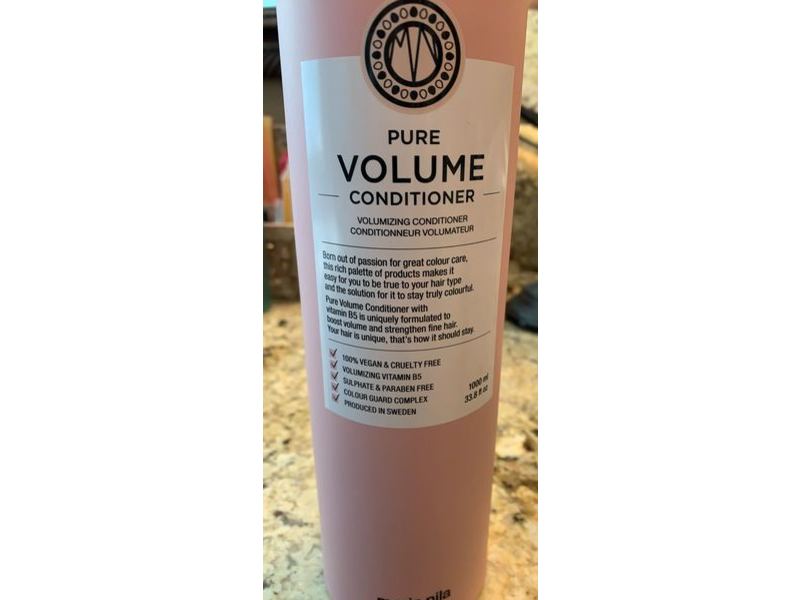 MN
PURE
VOLUME
CONDITIONER
VOLUMIZING CONDITIONER
CONDITIONNEUR VOLUMATEUR
Born out of passion for great colour care,
this rich palette of products makes it
easy for you to be true to your hair type
and the solution for it to stay truly colourful.
Pure Volume Conditioner with
vitamin B5 is uniquely formulated to
boost volume and strengthen fine hair.
Your hair is unique, that's how it should stay.
100% VEGAN & CRUELTY FREE
VOLUMIZING VITAMIN B5
SULPHATE & PARABEN FREE
COLOUR GUARD COMPLEX
PRODUCED IN SWEDEN
1000 ml
33.8 fl oz
nila